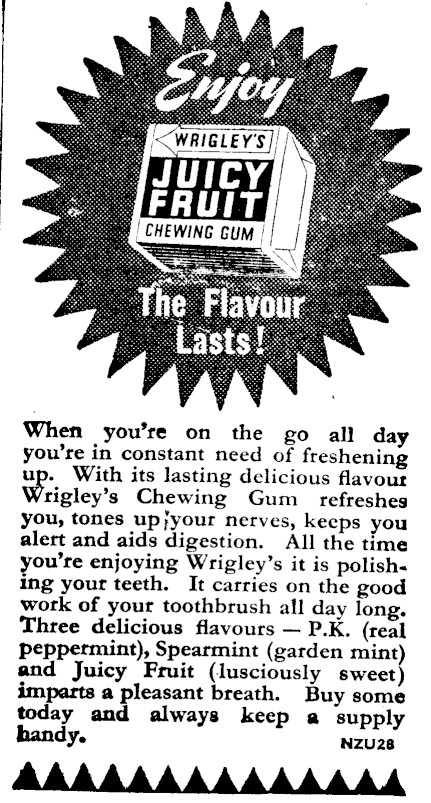 Enjoy
WRIGLEY'S
JUICY
FRUIT
CHEWING GUM
The Flavour
Lasts!
When you're on the go all day
you're in constant need of freshening
up. With its lasting delicious flavour
Wrigley's Chewing Gum refreshes
you, tones up your nerves, keeps you
alert and aids digestion. All the time
you're enjoying Wrigley's it is polish-
ing your teeth. It carries on the good
work of your toothbrush all day long.
Three delicious flavours — P.K. (real
peppermint), Spearmint (garden mint)
and Juicy Fruit (lusciously sweet)
imparts a pleasant breath. Buy some
today and always keep a supply
handy.
NZU28